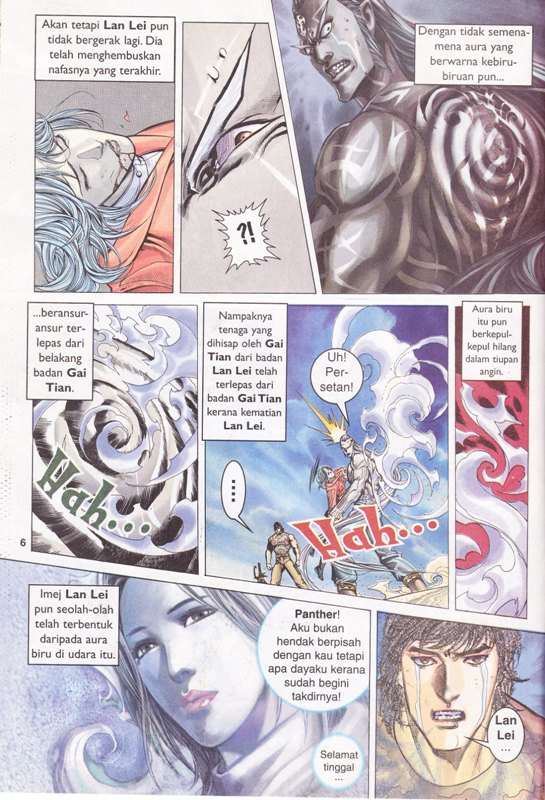 Akan tetapi Lan Lei pun
tidak bergerak lagi. Dia
telah menghembuskan
nafasnya yang terakhir.
?!
Dengan tidak semena-
mena aura yang
berwarna kebiru-
biruan pun...
...beransur-
ansur ter-
lepas dari
belakang
badan Gai
Tian.
Hah...
Nampaknya
tenaga yang
dihisap oleh Gai
Tian dari badan
Lan Lei telah
terlepas dari
badan Gai Tian
kerana kematian
Lan Lei.
Uh!
Per-
setan!
....
Hah...
Aura biru
itu pun
berkepul-
kepul hilang
dalam tiupan
angin.
6
Imej Lan Lei
pun seolah-olah
telah terbentuk
daripada aura
biru di udara itu.
Panther!
Aku bukan
hendak berpisah
dengan kau tetapi
apa dayaku kerana
sudah begini
takdirnya!
Selamat
tinggal
...
Lan
Lei
...